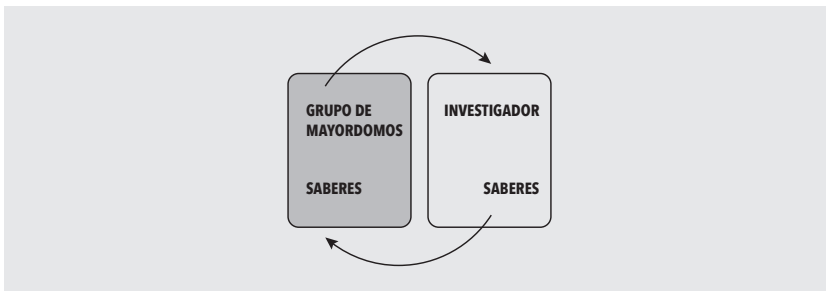 GRUPO DE
MAYORDOMOS
SABERES
INVESTIGADOR
SABERES